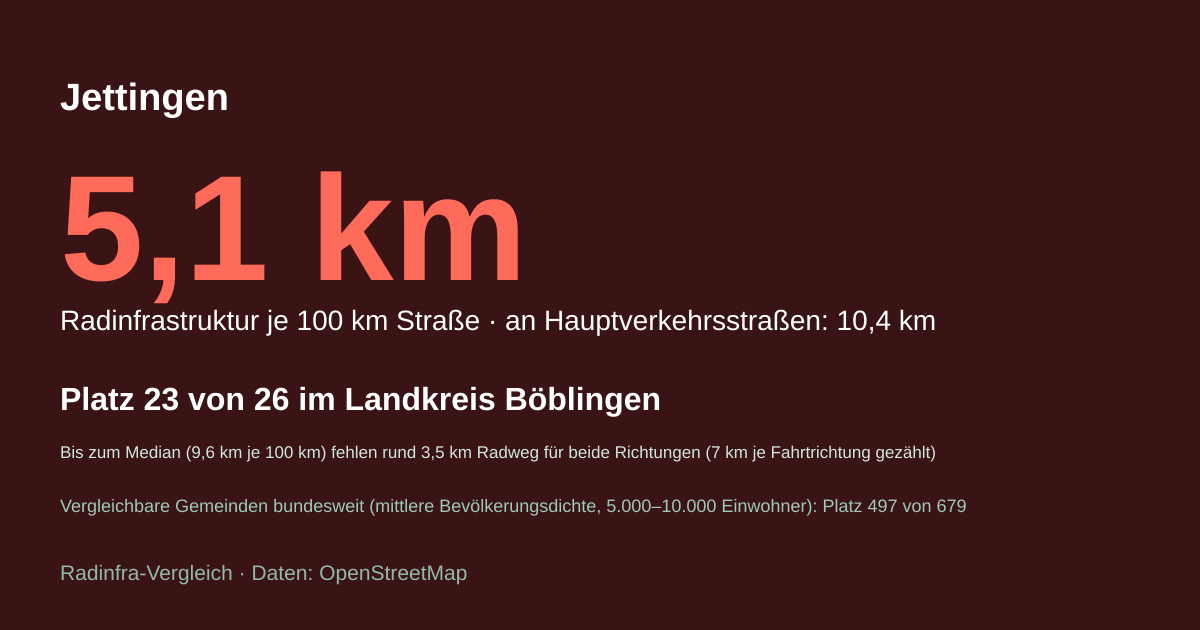 Jettingen
5,1 km
Radinfrastruktur je 100 km Straße · an Hauptverkehrsstraßen: 10,4 km
Platz 23 von 26 im Landkreis Böblingen
Bis zum Median (9,6 km je 100 km) fehlen rund 3,5 km Radweg für beide Richtungen (7 km je Fahrtrichtung gezählt)
Vergleichbare Gemeinden bundesweit (mittlere Bevölkerungsdichte, 5.000–10.000 Einwohner): Platz 497 von 679
Radinfra-Vergleich · Daten: OpenStreetMap